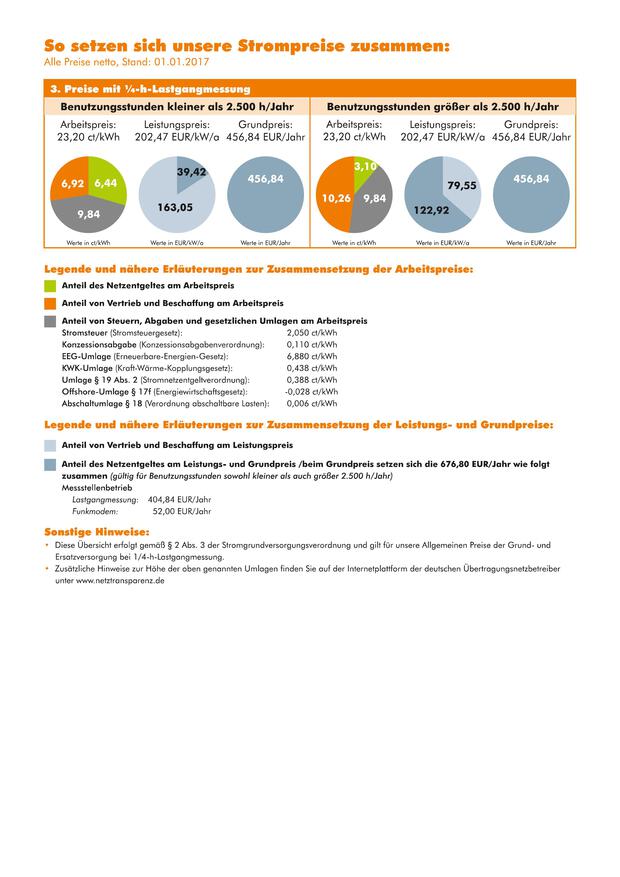 So setzen sich unsere Strompreise zusammen:
Alle Preise netto, Stand: 01.01.2017
3. Preise mit ¼-h-Lastgangmessung
Benutzungsstunden kleiner als 2.500 h/Jahr
Arbeitspreis: Leistungspreis: Grundpreis:
23,20 ct/kWh 202,47 EUR/kW/a 456,84 EUR/Jahr
6,92 6,44 9,84
39,42 163,05
456,84
Werte in ct/kWh Werte in EUR/kW/a Werte in EUR/Jahr
Benutzungsstunden größer als 2.500 h/Jahr
Arbeitspreis: Leistungspreis: Grundpreis:
23,20 ct/kWh 202,47 EUR/kW/a 456,84 EUR/Jahr
3,10 10,26 9,84
79,55 122,92
456,84
Werte in ct/kWh Werte in EUR/kW/a Werte in EUR/Jahr
Legende und nähere Erläuterungen zur Zusammensetzung der Arbeitspreise:
Anteil des Netzentgeltes am Arbeitspreis
Anteil von Vertrieb und Beschaffung am Arbeitspreis
Anteil von Steuern, Abgaben und gesetzlichen Umlagen am Arbeitspreis
Stromsteuer (Stromsteuergesetz): 2,050 ct/kWh
Konzessionsabgabe (Konzessionsabgabenverordnung): 0,110 ct/kWh
EEG-Umlage (Erneuerbare-Energien-Gesetz): 6,880 ct/kWh
KWK-Umlage (Kraft-Wärme-Kopplungsgesetz): 0,438 ct/kWh
Umlage § 19 Abs. 2 (Stromnetzentgeltverordnung): 0,388 ct/kWh
Offshore-Umlage § 17f (Energiewirtschaftsgesetz): -0,028 ct/kWh
Abschaltumlage § 18 (Verordnung abschaltbare Lasten): 0,006 ct/kWh
Legende und nähere Erläuterungen zur Zusammensetzung der Leistungs- und Grundpreise:
Anteil von Vertrieb und Beschaffung am Leistungspreis
Anteil des Netzentgeltes am Leistungs- und Grundpreis /beim Grundpreis setzen sich die 676,80 EUR/Jahr wie folgt
zusammen (gültig für Benutzungsstunden sowohl kleiner als auch größer 2.500 h/Jahr)
Messstellenbetrieb
Lastgangmessung: 404,84 EUR/Jahr
Funkmodem: 52,00 EUR/Jahr
Sonstige Hinweise:
• Diese Übersicht erfolgt gemäß § 2 Abs. 3 der Stromgrundversorgungsverordnung und gilt für unsere Allgemeinen Preise der Grund- und
Ersatzversorgung bei 1/4-h-Lastgangmessung.
• Zusätzliche Hinweise zur Höhe der oben genannten Umlagen finden Sie auf der Internetplattform der deutschen Übertragungsnetzbetreiber
unter www.netztransparenz.de